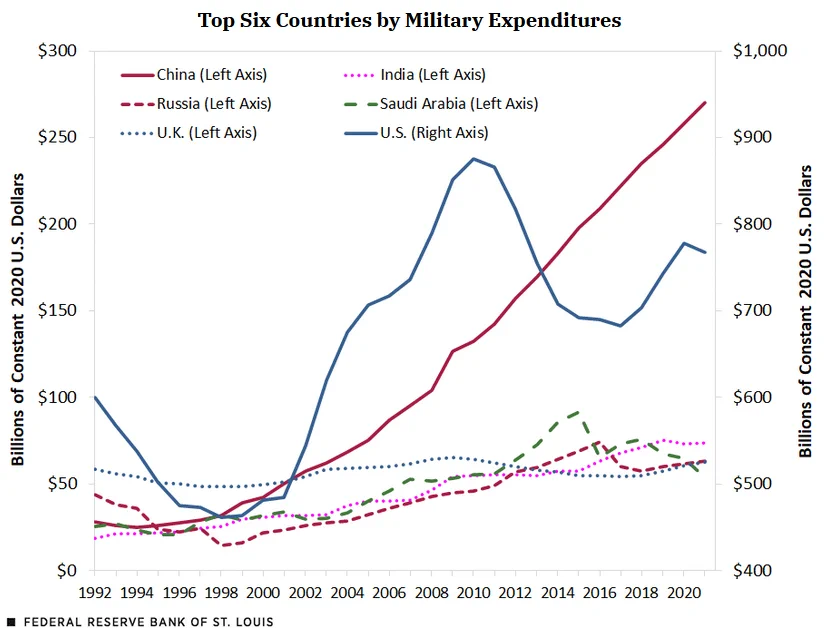 Top Six Countries by Military Expenditures
$300
$250
$200
$150
$100
$50
$0
Billions of Constant 2020 U.S. Dollars
China (Left Axis)
India (Left Axis)
Russia (Left Axis)
Saudi Arabia (Left Axis)
U.K. (Left Axis)
U.S. (Right Axis)
$1,000
$900
$800
$700
$600
$500
$400
Billions of Constant 2020 U.S. Dollars
1992 1994 1996 1998 2000 2002 2004 2006 2008 2010 2012 2014 2016 2018 2020
FEDERAL RESERVE BANK OF ST. LOUIS